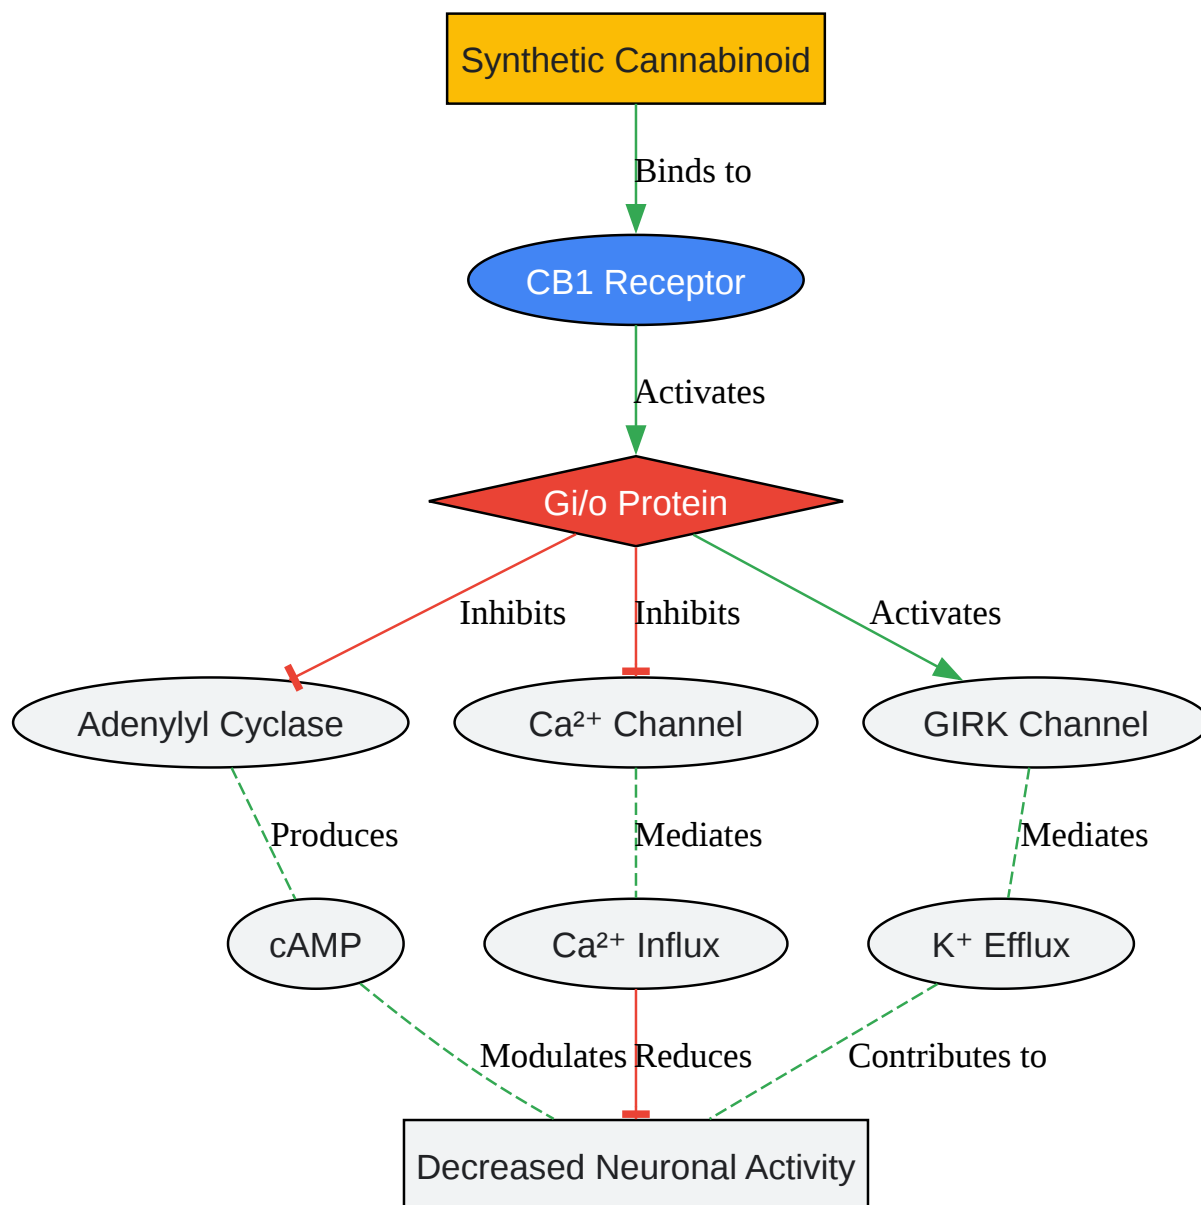 Synthetic Cannabinoid
Binds to
CB1 Receptor
Activates
Gi/o Protein
Inhibits
Inhibits
Activates
Adenylyl Cyclase
Ca²⁺ Channel
GIRK Channel
Produces
Mediates
Mediates
cAMP
Ca²⁺ Influx
K⁺ Efflux
Modulates
Reduces
Contributes to
Decreased Neuronal Activity